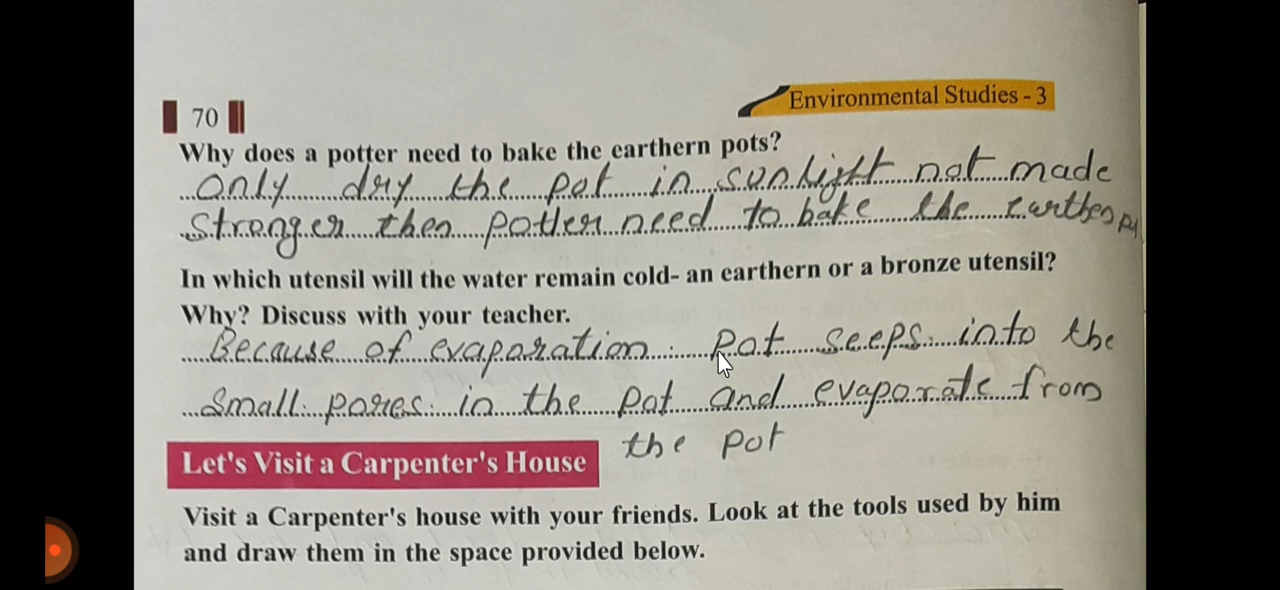 70
Environmental Studies - 3
Why does a potter need to bake the earthern pots?
Only dry the pot in sunlight not made
stronger then potter need to bake the earthen
In which utensil will the water remain cold- an earthern or a bronze utensil?
Why? Discuss with your teacher.
Because of evaporation. Pot seeps into the
small pores in the pot and evaporate from
the pot
Let's Visit a Carpenter's House
Visit a Carpenter's house with your friends. Look at the tools used by him
and draw them in the space provided below.